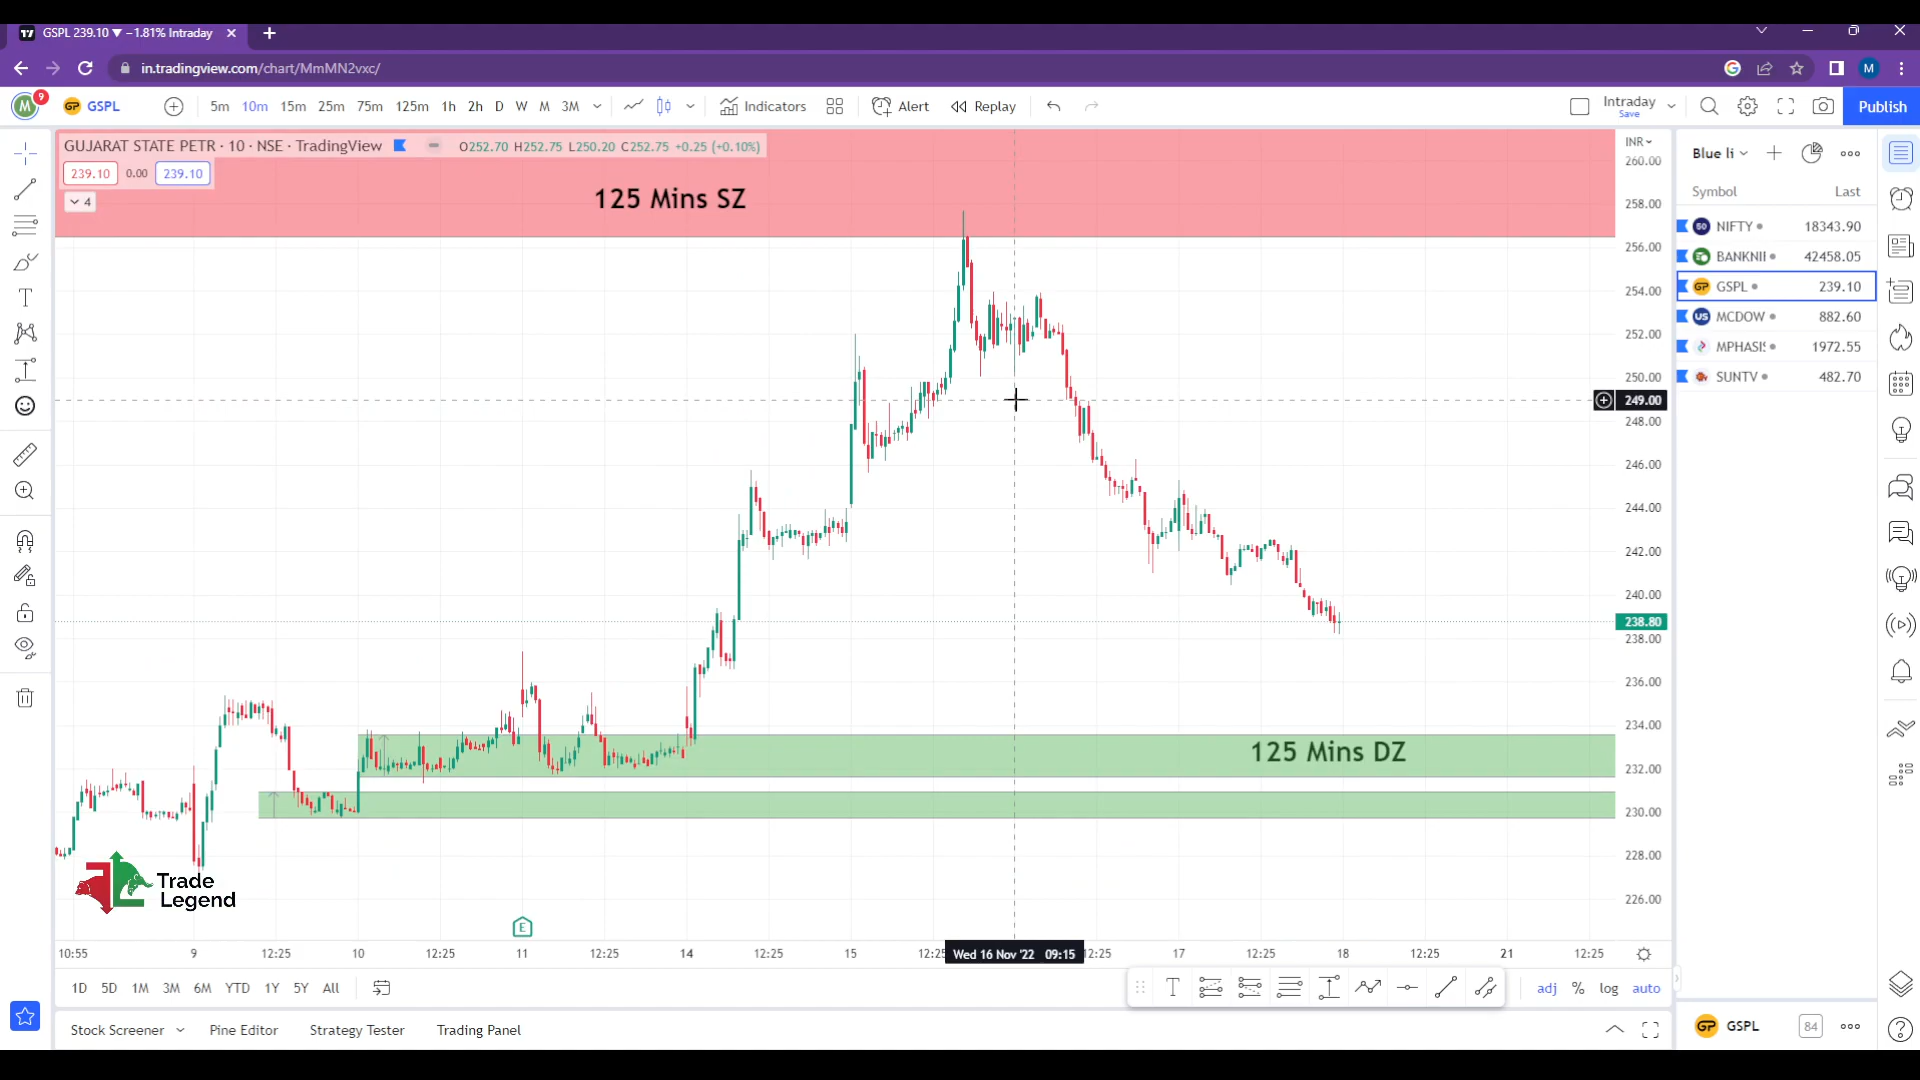 GSPL 239.10 ▼ −1.81% Intraday
in.tradingview.com/chart/MmMN2vxc/
M
M 9 GSPL 5m 10m 15m 25m 75m 125m 1h 2h D W M 3M Indicators Alert Replay Intraday Save Publish
GUJARAT STATE PETR · 10 · NSE · TradingView O252.70 H252.75 L250.20 C252.75 +0.25 (+0.10%)
239.10 0.00 239.10
4
125 Mins SZ
125 Mins DZ
INR
260.00
258.00
256.00
254.00
252.00
250.00
249.00
248.00
246.00
244.00
242.00
240.00
238.80
238.00
236.00
234.00
232.00
230.00
228.00
226.00
Blue li
Symbol Last
50 NIFTY 18343.90
BANKNII 42458.05
GP GSPL 239.10
US MCDOW 882.60
MPHASI 1972.55
SUNTV 482.70
Trade
Legend
E
10:55 9 12:25 10 12:25 11 12:25 14 12:25 15 12:2 Wed 16 Nov '22 09:15 12:25 17 12:25 18 12:25 21 12:25
1D 5D 1M 3M 6M YTD 1Y 5Y All T adj % log auto
Stock Screener Pine Editor Strategy Tester Trading Panel
GP GSPL 84